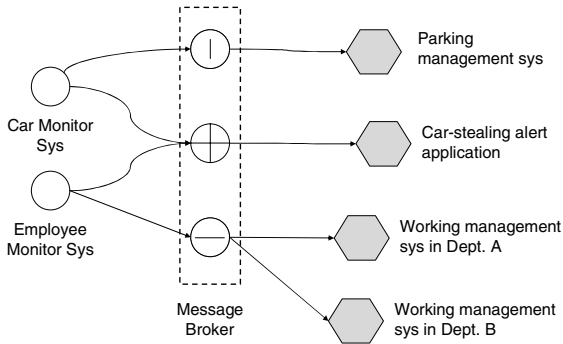 Parking
management sys
Car Monitor
Sys
Car-stealing alert
application
Employee
Monitor Sys
Working management
sys in Dept. A
Message
Broker
Working management
sys in Dept. B